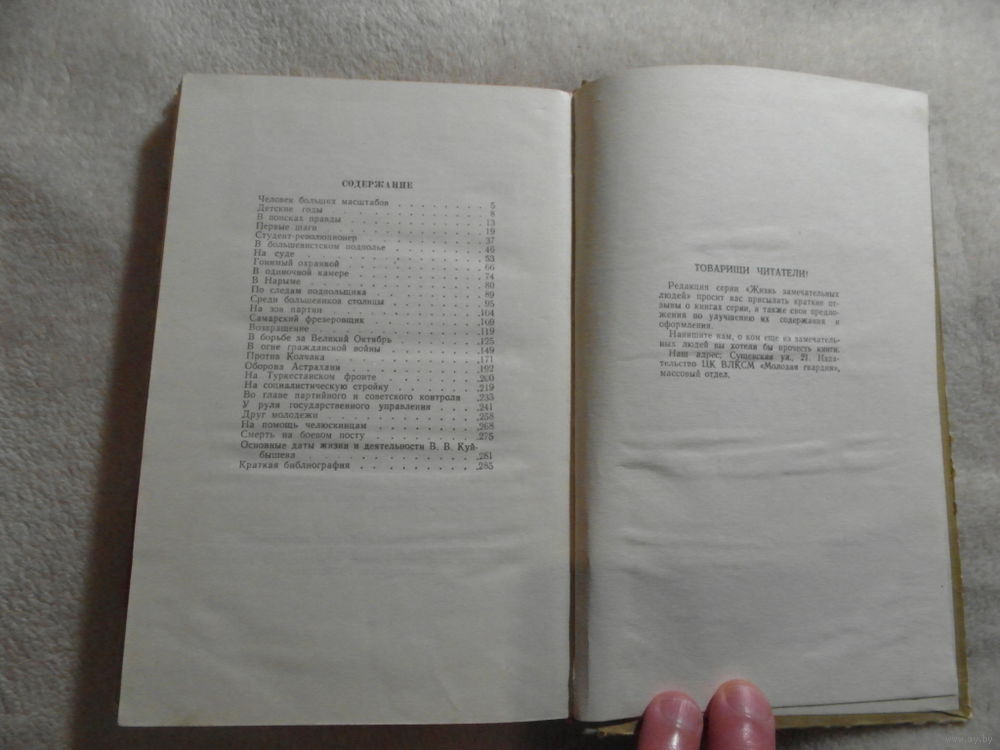 СОДЕРЖАНИЕ
Человек больших масштабов . . . . . . . 5
Детские годы . . . . . . . . . . 8
В поисках правды . . . . . . . . . 13
Первые шаги . . . . . . . . . . 19
Студент-революционер . . . . . . . . 37
В большевистском подполье . . . . . . . 46
На суде . . . . . . . . . . . 53
Гонимый охранкой . . . . . . . . . 66
В одиночной камере . . . . . . . . 74
В Нарыме . . . . . . . . . . . 80
По следам подпольщика . . . . . . . . 89
Среди большевиков столицы . . . . . . . 95
На зов партии . . . . . . . . . . 104
Самарский фрезеровщик . . . . . . . . 109
Возвращение . . . . . . . . . . 119
В борьбе за Великий Октябрь . . . . . . . 125
В огне гражданской войны . . . . . . . 149
Против Колчака . . . . . . . . . 171
Оборона Астрахани . . . . . . . . . 192
На Туркестанском фронте . . . . . . . 200
На социалистическую стройку . . . . . . . 219
Во главе партийного и советского контроля . . 233
У руля государственного управления . . . . 241
Друг молодежи . . . . . . . . . . 258
На помощь челюскинцам . . . . . . . . 268
Смерть на боевом посту . . . . . . . . 275
Основные даты жизни и деятельности В. В. Куй-
бышева . . . . . . . . . . . 281
Краткая библиография . . . . . . . . 285
ТОВАРИЩИ ЧИТАТЕЛИ!
Редакция серии «Жизнь замечательных
людей» просит вас присылать краткие от-
зывы о книгах серии, а также свои предло-
жения по улучшению их содержания и
оформления.
Напишите нам, о ком еще из замечатель-
ных людей вы хотели бы прочесть книги.
Наш адрес: Сущевская ул., 21. Изда-
тельство ЦК ВЛКСМ «Молодая гвардия»,
массовый отдел.
www.ay.by